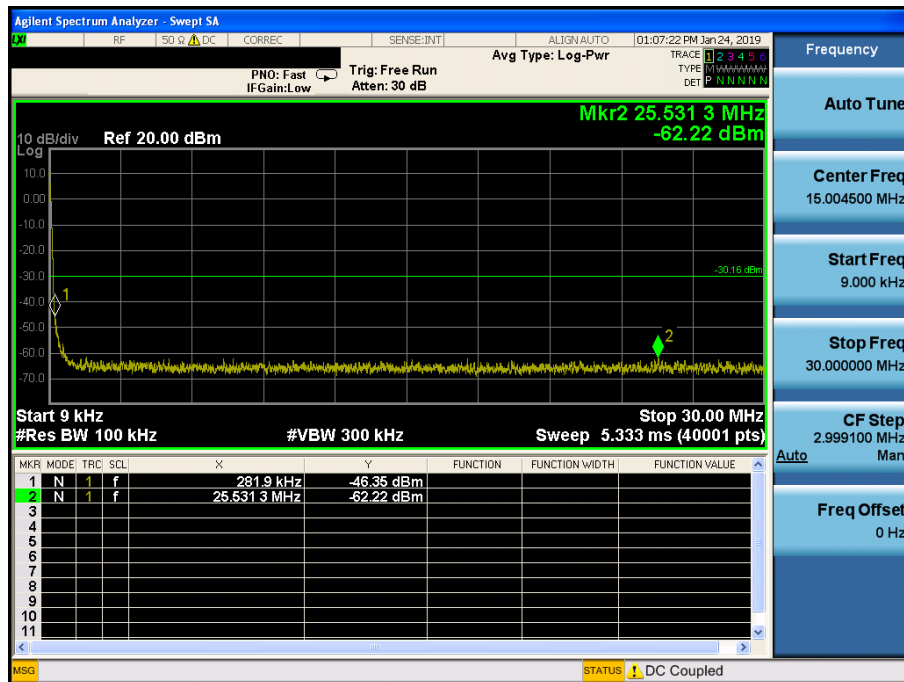 Agilent Spectrum Analyzer - Swept SA
LXI RF 50 Ω DC CORREC SENSE:INT ALIGN AUTO 01:07:22 PM Jan 24, 2019
Frequency
PNO: Fast
IFGain:Low
Trig: Free Run
Atten: 30 dB
Avg Type: Log-Pwr
TRACE 1 2 3 4 5 6
TYPE MWWWWW
DET P N N N N N
Auto Tune
Mkr2 25.531 3 MHz
-62.22 dBm
10 dB/div Ref 20.00 dBm
Log
10.0
0.00
-10.0
-20.0
-30.0
-40.0
-50.0
-60.0
-70.0
-30.16 dBm
1
2
Center Freq
15.004500 MHz
Start Freq
9.000 kHz
Stop Freq
30.000000 MHz
CF Step
2.999100 MHz
Auto Man
Freq Offset
0 Hz
Start 9 kHz Stop 30.00 MHz
#Res BW 100 kHz #VBW 300 kHz Sweep 5.333 ms (40001 pts)
MKR MODE TRC SCL X Y FUNCTION FUNCTION WIDTH FUNCTION VALUE
1 N 1 f 281.9 kHz -46.35 dBm
2 N 1 f 25.531 3 MHz -62.22 dBm
3
4
5
6
7
8
9
10
11
MSG STATUS DC Coupled